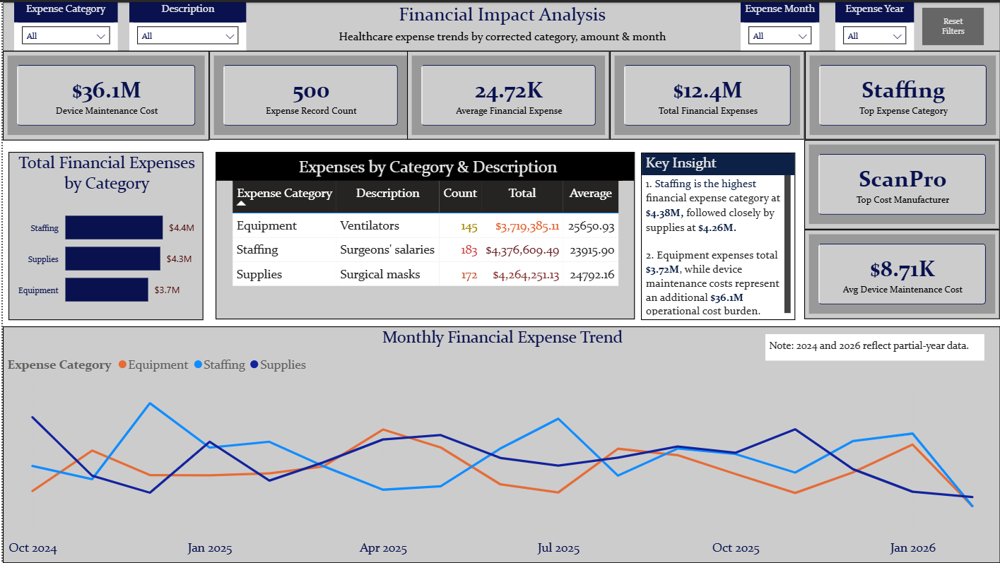 Expense Category
All
Description
All
Financial Impact Analysis
Healthcare expense trends by corrected category, amount & month
Expense Month
All
Expense Year
All
Reset
Filters
$36.1M
Device Maintenance Cost
500
Expense Record Count
24.72K
Average Financial Expense
$12.4M
Total Financial Expenses
Staffing
Top Expense Category
Total Financial Expenses
by Category
Staffing $4.4M
Supplies $4.3M
Equipment $3.7M
Expenses by Category & Description
Expense Category Description Count Total Average
Equipment Ventilators 145 $3,719,385.11 25650.93
Staffing Surgeons' salaries 183 $4,376,609.49 23915.90
Supplies Surgical masks 172 $4,264,251.13 24792.16
Key Insight
1. Staffing is the highest
financial expense category at
$4.38M, followed closely by
supplies at $4.26M.
2. Equipment expenses total
$3.72M, while device
maintenance costs represent
an additional $36.1M
operational cost burden.
ScanPro
Top Cost Manufacturer
$8.71K
Avg Device Maintenance Cost
Monthly Financial Expense Trend
Note: 2024 and 2026 reflect partial-year data.
Expense Category Equipment Staffing Supplies
Oct 2024 Jan 2025 Apr 2025 Jul 2025 Oct 2025 Jan 2026